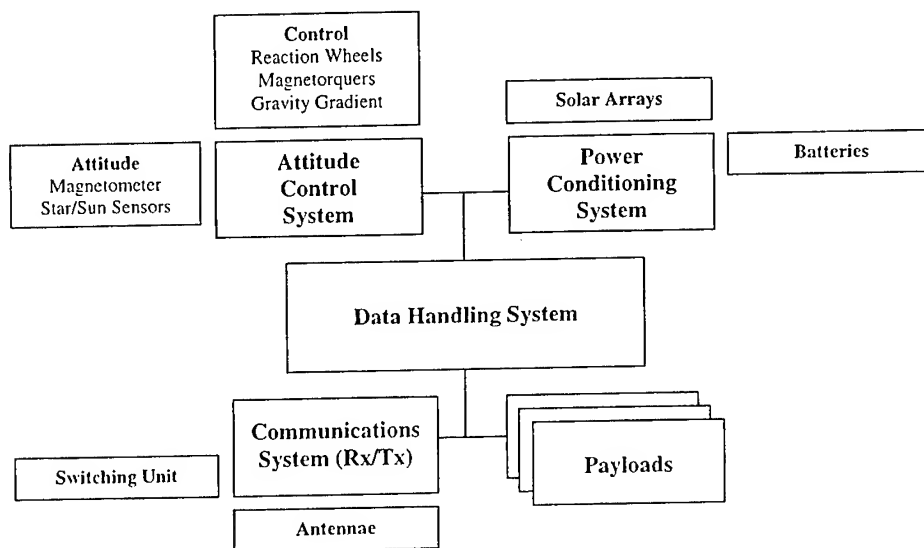 Control
Reaction Wheels
Magnetorquers
Gravity Gradient
Solar Arrays
Attitude
Magnetometer
Star/Sun Sensors
Attitude
Control
System
Power
Conditioning
System
Batteries
Data Handling System
Communications
System (Rx/Tx)
Payloads
Switching Unit
Antennae